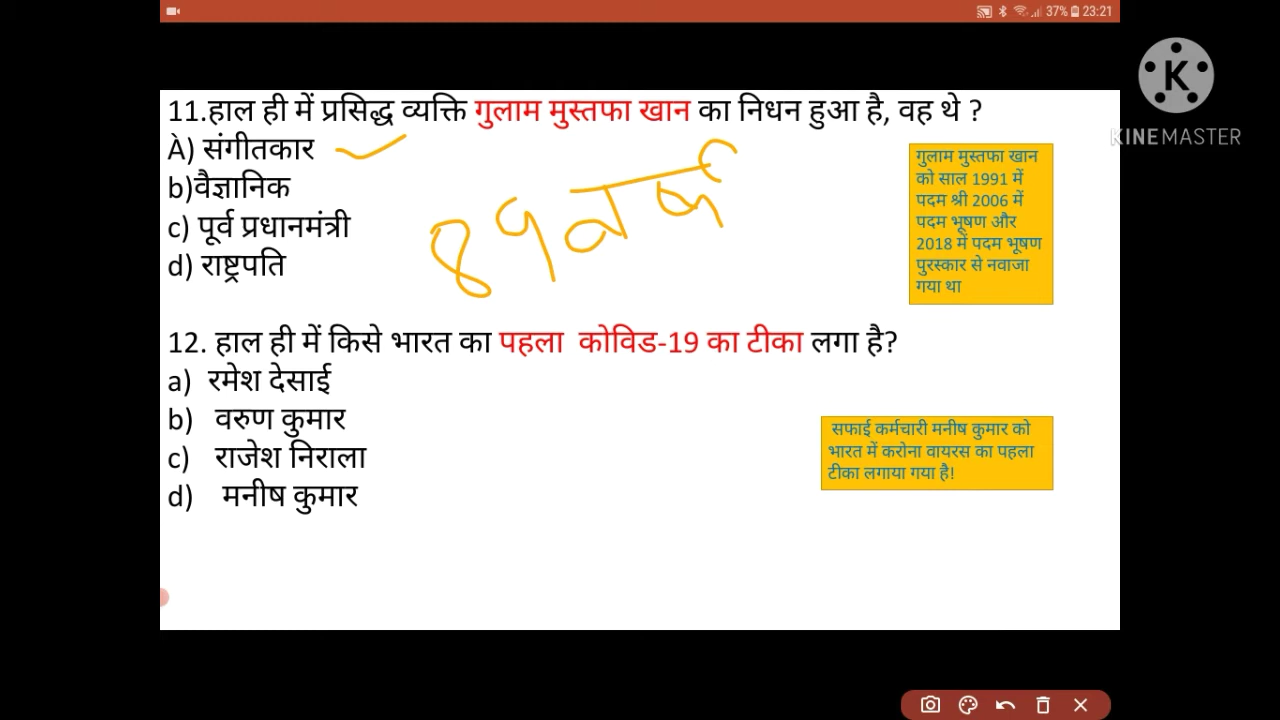 37% 23:21
KINEMASTER
11.हाल ही में प्रसिद्ध व्यक्ति गुलाम मुस्तफा खान का निधन हुआ है, वह थे ?
À) संगीतकार
b)वैज्ञानिक
c) पूर्व प्रधानमंत्री
d) राष्ट्रपति
89 वर्ष
गुलाम मुस्तफा खान
को साल 1991 में
पदम श्री 2006 में
पदम भूषण और
2018 में पदम भूषण
पुरस्कार से नवाजा
गया था
12. हाल ही में किसे भारत का पहला कोविड-19 का टीका लगा है?
a) रमेश देसाई
b) वरुण कुमार
c) राजेश निराला
d) मनीष कुमार
सफाई कर्मचारी मनीष कुमार को
भारत में करोना वायरस का पहला
टीका लगाया गया है!